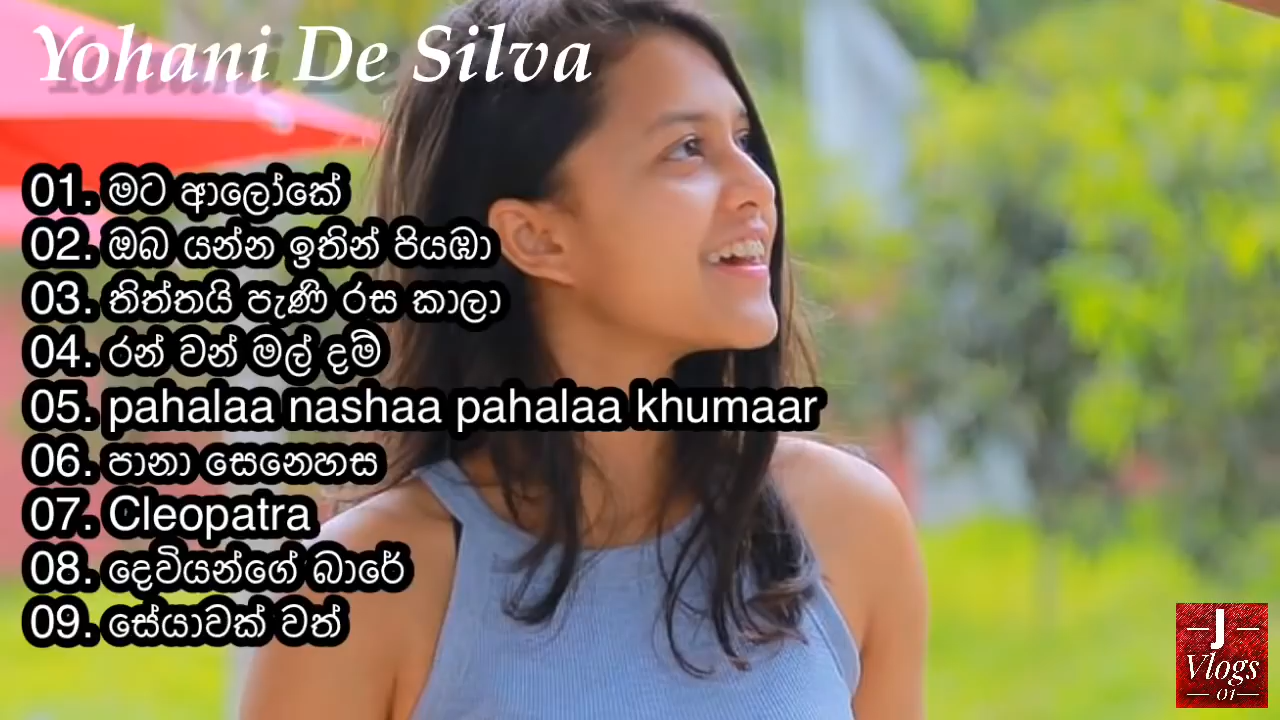 Yohani De Silva
01. මට ආලෝකේ
02. ඔබ යන්න ඉතින් පියඹා
03. තිත්තයි පැණි රස කාලා
04. රන් වන් මල් දම්
05. pahalaa nashaa pahalaa khumaar
06. පානා සෙනෙහස
07. Cleopatra
08. දෙවියන්ගේ බාරේ
09. සේයාවක් වත්
J
Vlogs
01